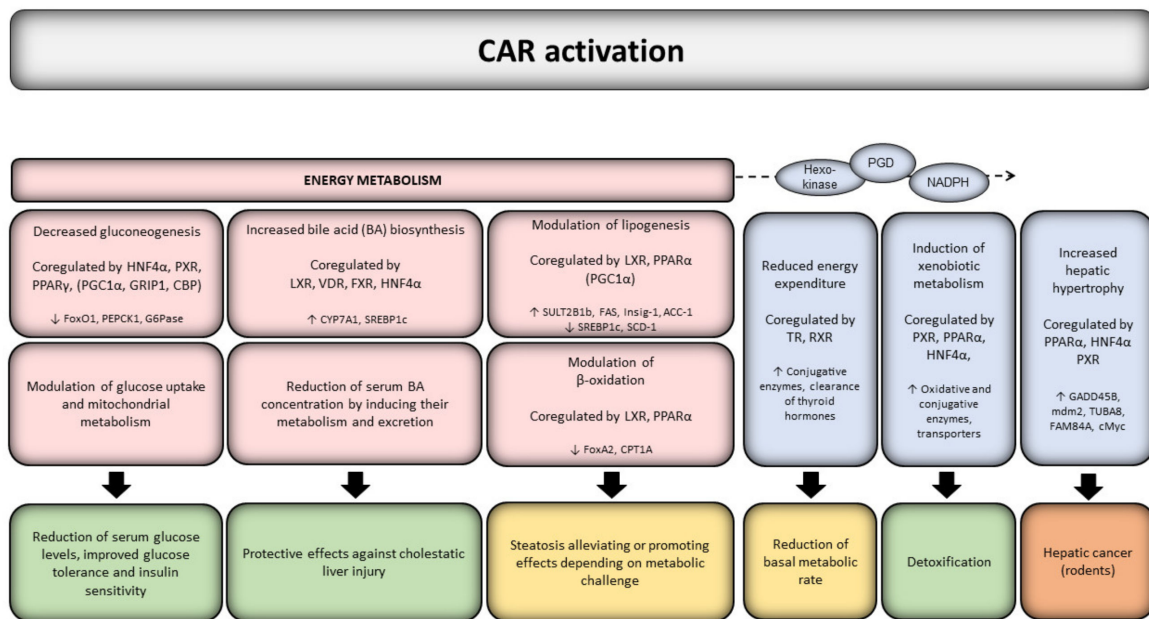 CAR activation
ENERGY METABOLISM
Hexo-
kinase
PGD
NADPH
Decreased gluconeogenesis
Coregulated by HNF4α, PXR,
PPARγ, (PGC1α, GRIP1, CBP)
↓ FoxO1, PEPCK1, G6Pase
Modulation of glucose uptake
and mitochondrial
metabolism
Reduction of serum glucose
levels, improved glucose
tolerance and insulin
sensitivity
Increased bile acid (BA) biosynthesis
Coregulated by
LXR, VDR, FXR, HNF4α
↑ CYP7A1, SREBP1c
Reduction of serum BA
concentration by inducing their
metabolism and excretion
Protective effects against cholestatic
liver injury
Modulation of lipogenesis
Coregulated by LXR, PPARα
(PGC1α)
↑ SULT2B1b, FAS, Insig-1, ACC-1
↓ SREBP1c, SCD-1
Modulation of
β-oxidation
Coregulated by LXR, PPARα
↓ FoxA2, CPT1A
Steatosis alleviating or promoting
effects depending on metabolic
challenge
Reduced energy
expenditure
Coregulated by
TR, RXR
↑ Conjugative
enzymes, clearance
of thyroid
hormones
Reduction of
basal metabolic
rate
Induction of
xenobiotic
metabolism
Coregulated by
PXR, PPARα,
HNF4α,
↑ Oxidative and
conjugative
enzymes,
transporters
Detoxification
Increased
hepatic
hypertrophy
Coregulated by
PPARα, HNF4α
PXR
↑ GADD45B,
mdm2, TUBA8,
FAM84A, cMyc
Hepatic cancer
(rodents)